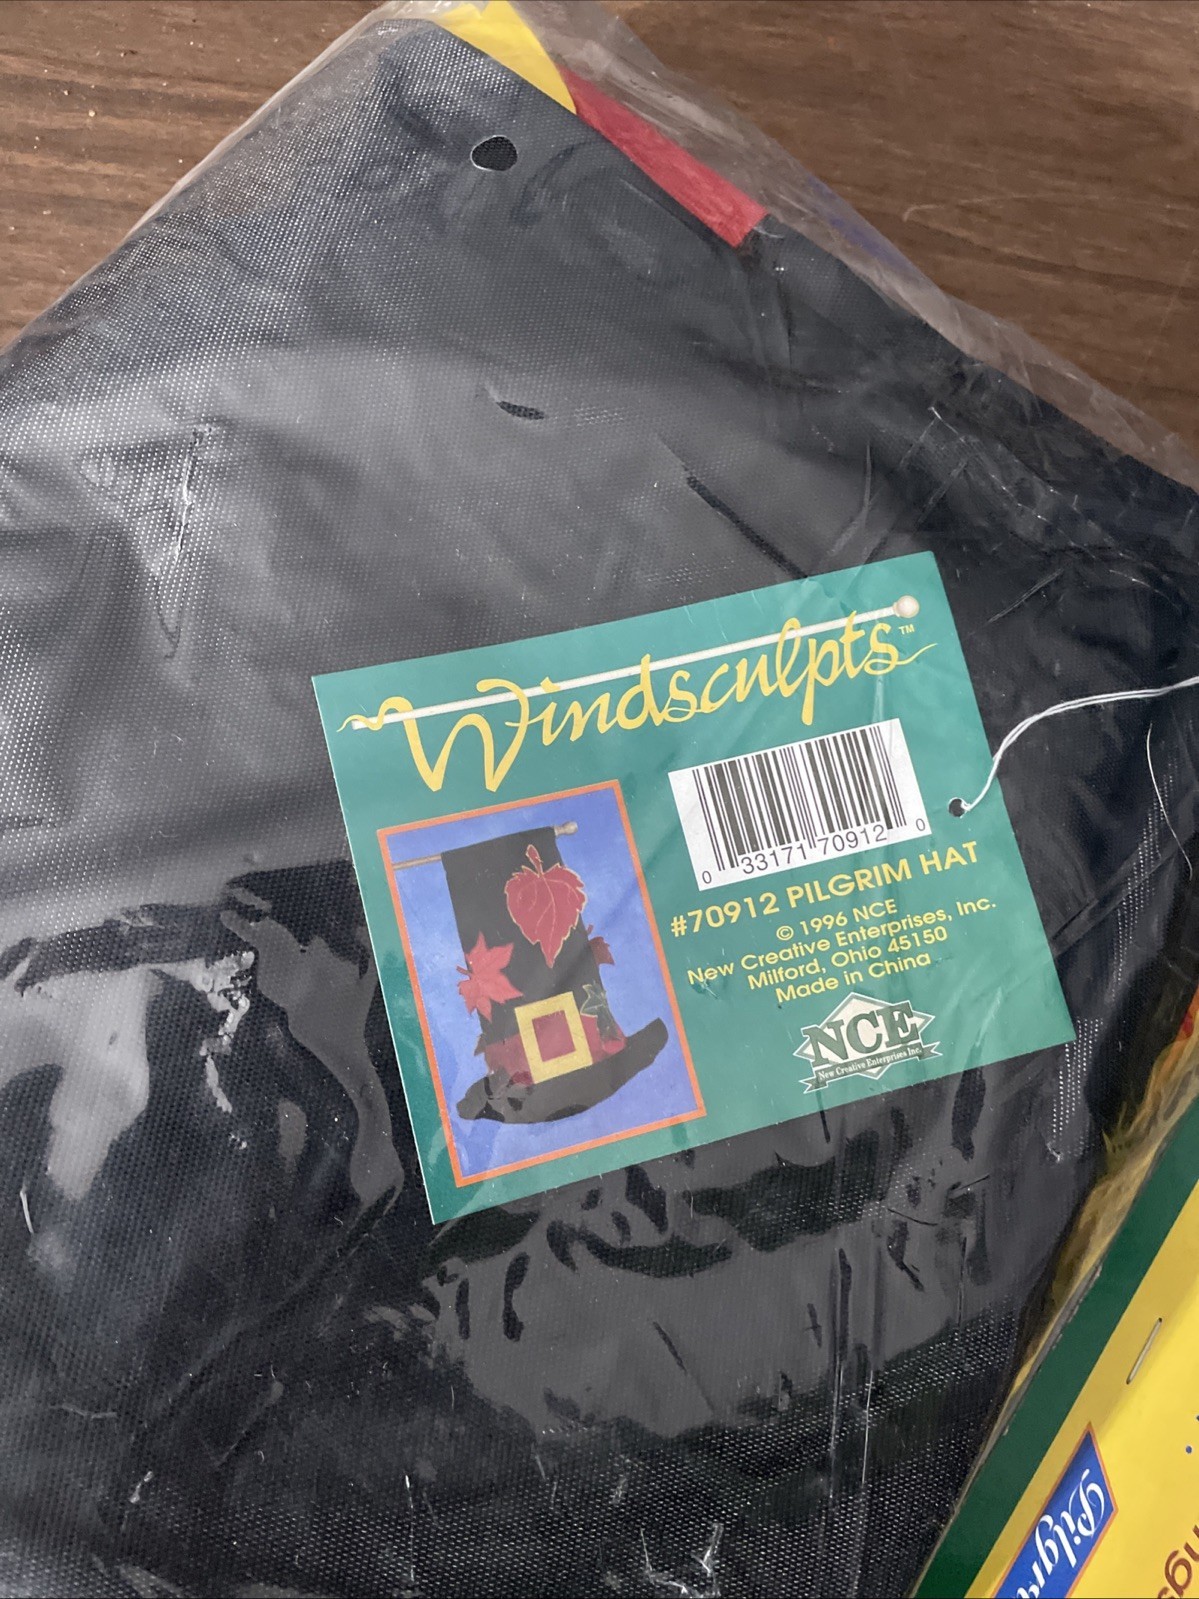 Windsculpts™
0 33171 70912 0
#70912 PILGRIM HAT
© 1996 NCE
New Creative Enterprises, Inc.
Milford, Ohio 45150
Made in China
NCE
New Creative Enterprises Inc.